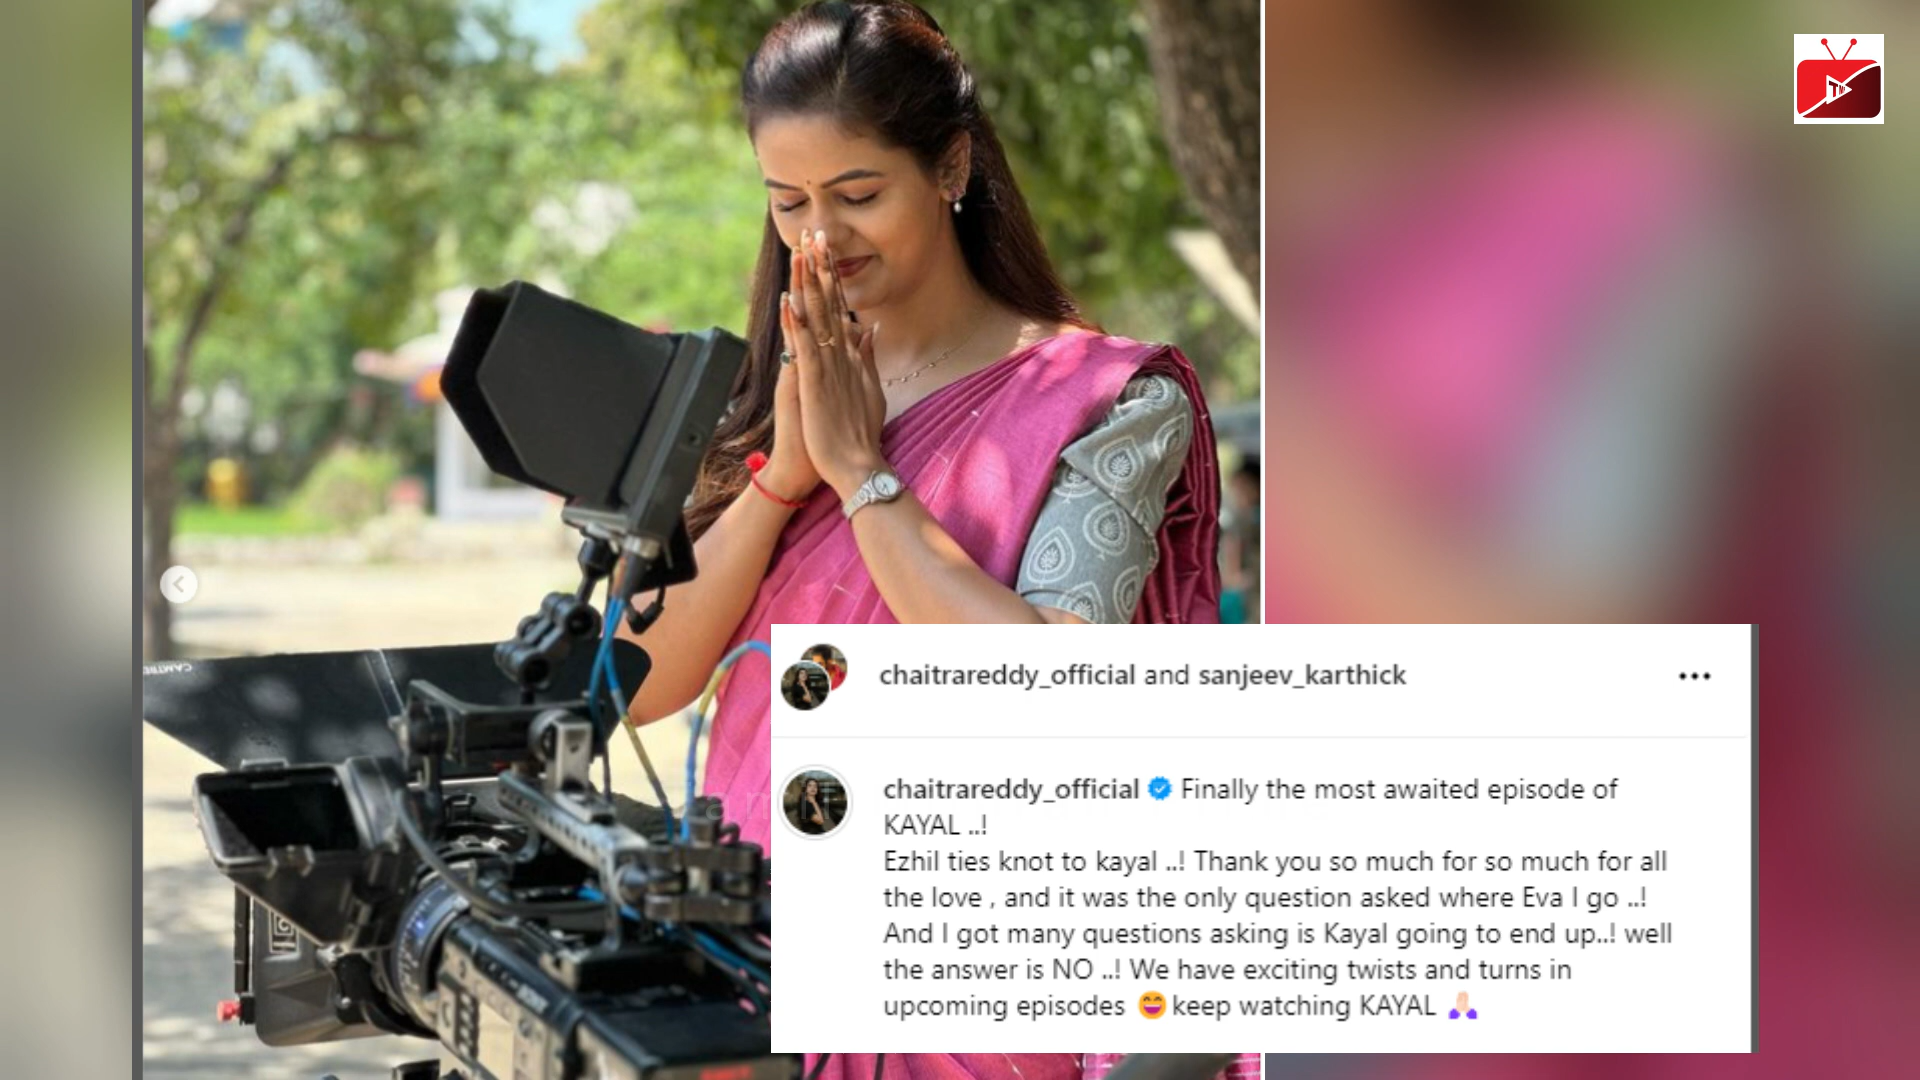 TM
CAMTREE
chaitrareddy_official and sanjeev_karthick
chaitrareddy_official Finally the most awaited episode of
KAYAL ..!
Ezhil ties knot to kayal ..! Thank you so much for so much for all
the love , and it was the only question asked where Eva I go ..!
And I got many questions asking is Kayal going to end up..! well
the answer is NO ..! We have exciting twists and turns in
upcoming episodes 😄 keep watching KAYAL 🙏🏻